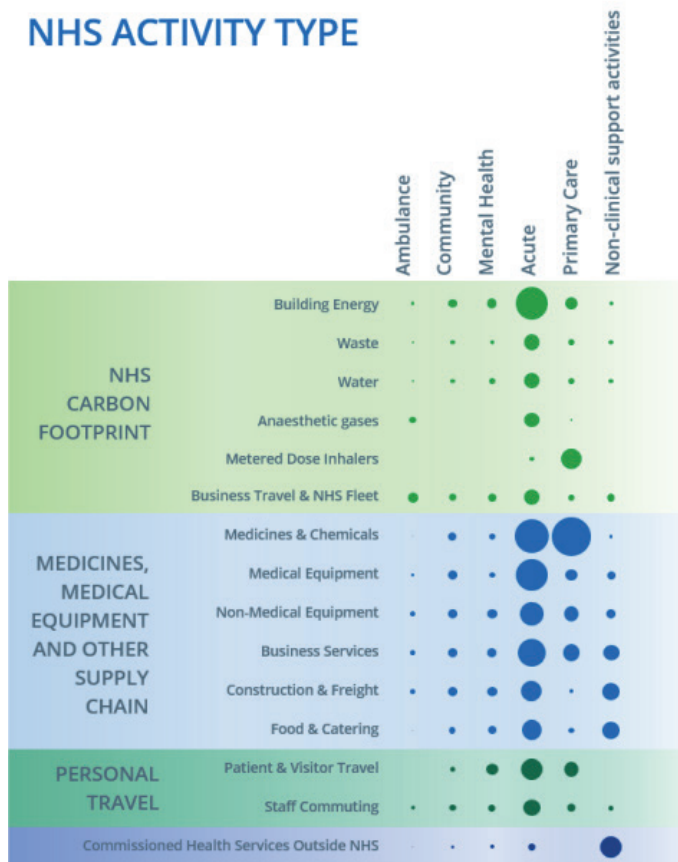 NHS ACTIVITY TYPE
Ambulance
Community
Mental Health
Acute
Primary Care
Non-clinical support activities
NHS
CARBON
FOOTPRINT
Building Energy
Waste
Water
Anaesthetic gases
Metered Dose Inhalers
Business Travel & NHS Fleet
MEDICINES,
MEDICAL
EQUIPMENT
AND OTHER
SUPPLY
CHAIN
Medicines & Chemicals
Medical Equipment
Non-Medical Equipment
Business Services
Construction & Freight
Food & Catering
PERSONAL
TRAVEL
Patient & Visitor Travel
Staff Commuting
Commissioned Health Services Outside NHS